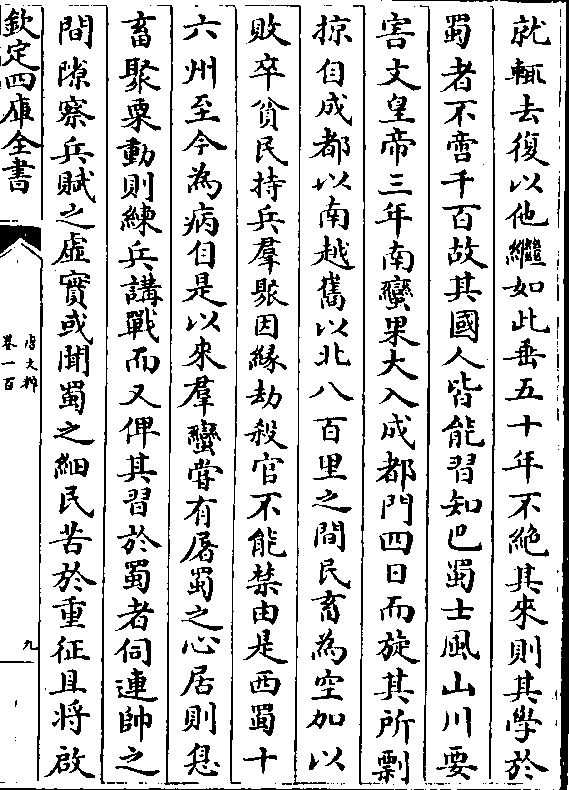 就輒去復以他繼如此垂五十年不絶其來則其學於
蜀者不啻千百故其國人皆能習知巴蜀土風山川要
害文皇帝三年南蠻果大入成都門四日而旋其所剽
掠自成都以南越嶲以北八百里之間民畜為空加以
敗卒貧民持兵羣聚因緣劫殺官不能禁由是西蜀十
六州至今為病自是以來羣蠻嘗有屠蜀之心居則息
畜聚粟動則練兵講戰而又俾其習於蜀者伺連帥之
間隙察兵賦之虛實或聞蜀之細民苦於重征且將啟
欽定四庫全書
唐文粹
卷一百
九